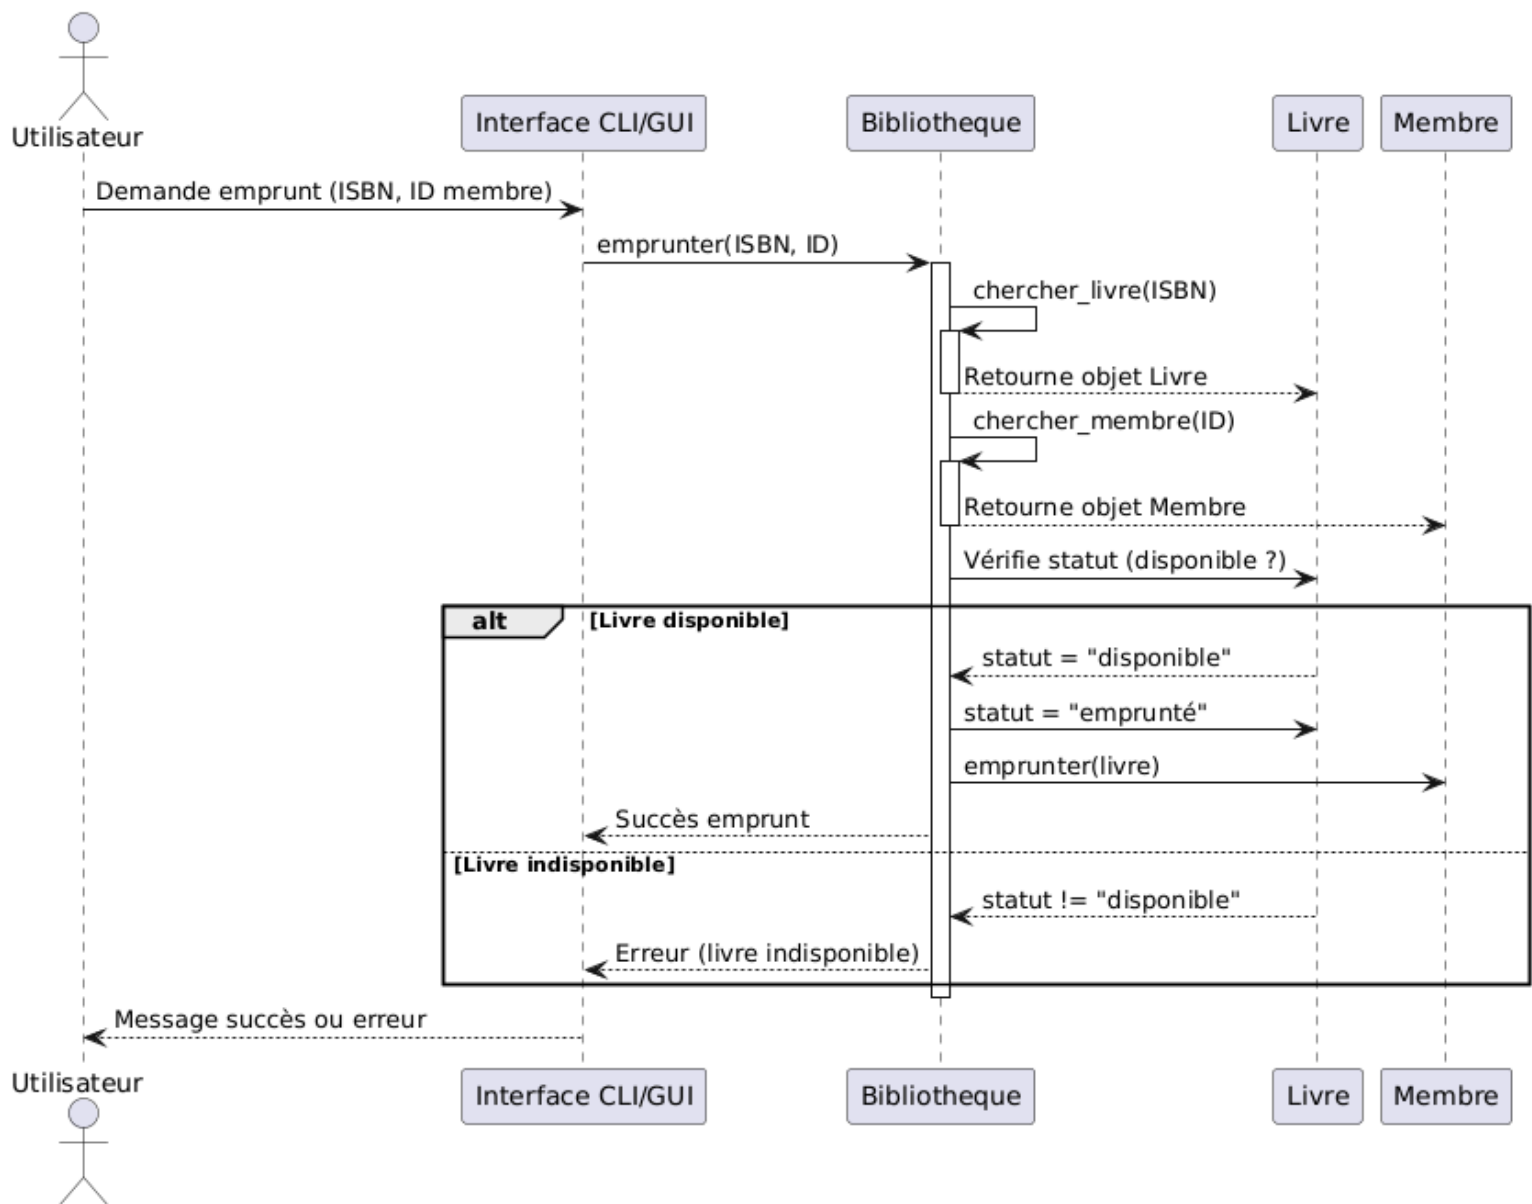 Utilisateur
Interface CLI/GUI
Bibliotheque
Livre
Membre
Demande emprunt (ISBN, ID membre)
emprunter(ISBN, ID)
chercher_livre(ISBN)
Retourne objet Livre
chercher_membre(ID)
Retourne objet Membre
Vérifie statut (disponible ?)
alt
[Livre disponible]
statut = "disponible"
statut = "emprunté"
emprunter(livre)
Succès emprunt
[Livre indisponible]
statut != "disponible"
Erreur (livre indisponible)
Message succès ou erreur
Utilisateur
Interface CLI/GUI
Bibliotheque
Livre
Membre